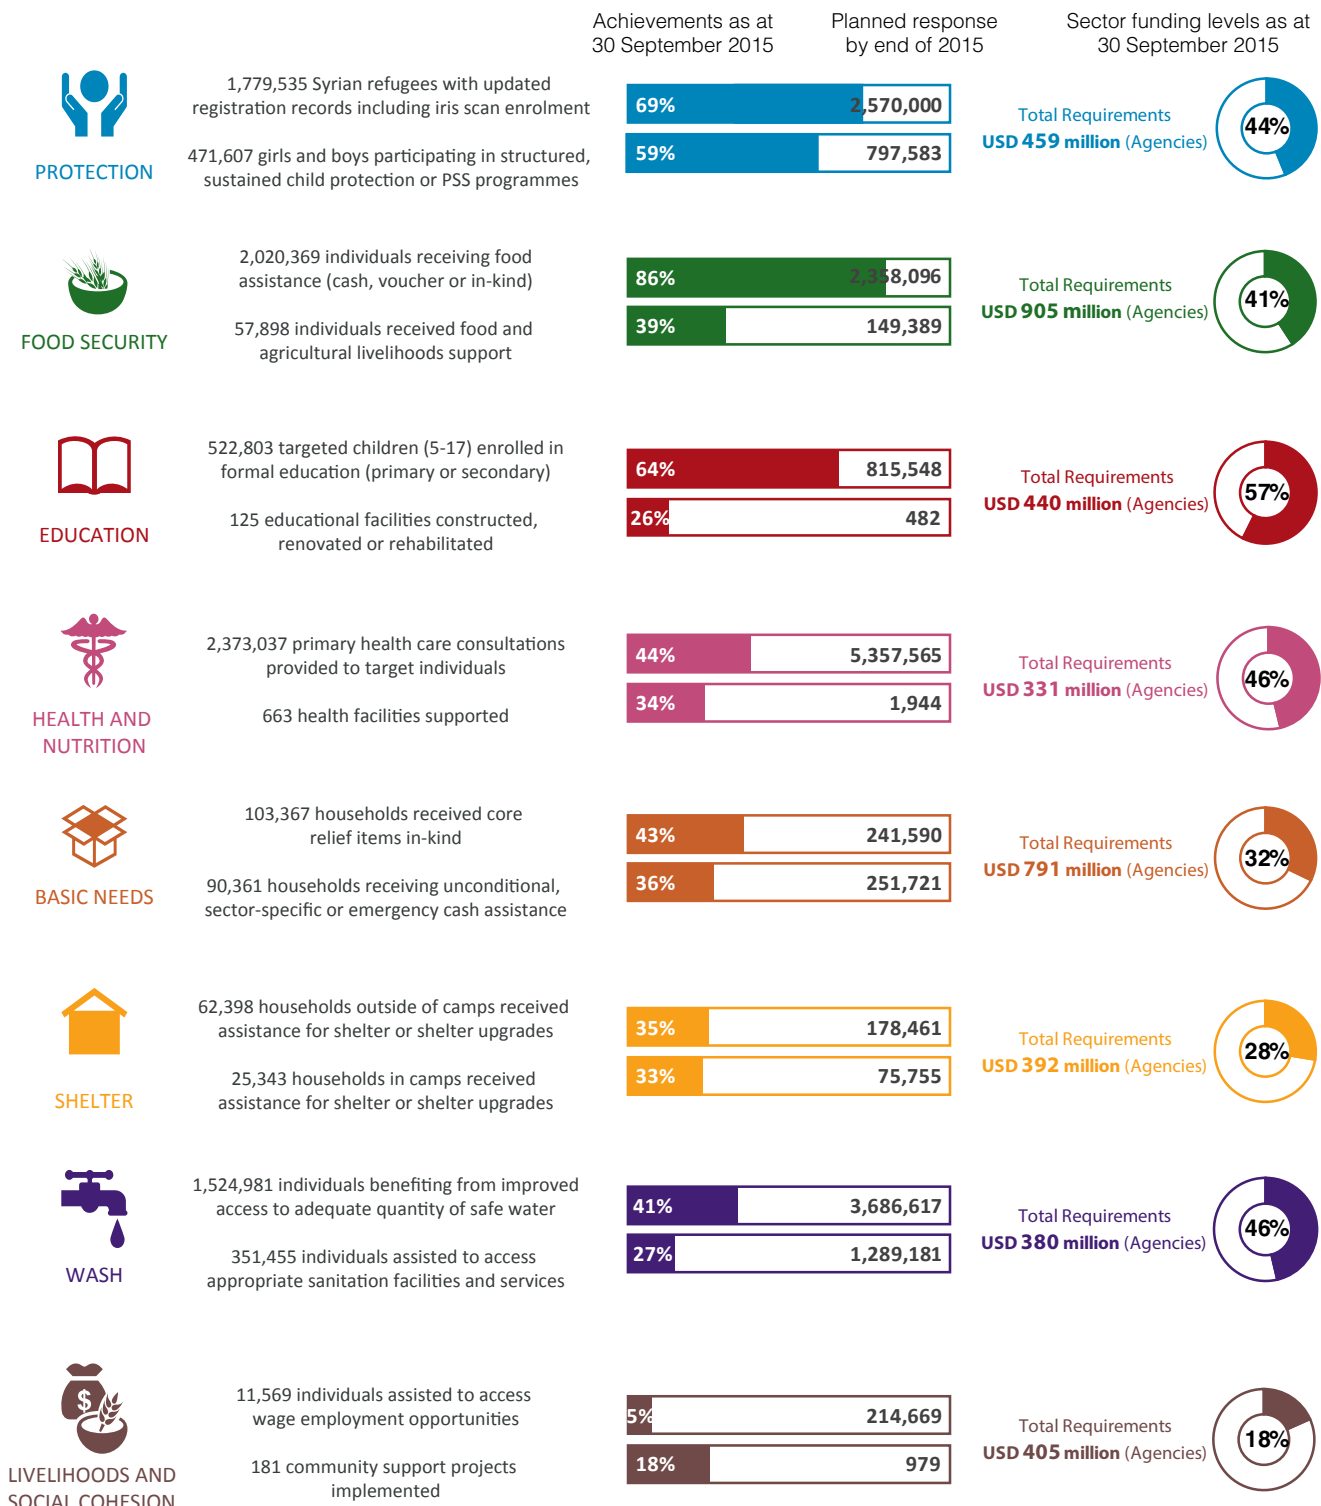 Achievements as at
30 September 2015
Planned response
by end of 2015
Sector funding levels as at
30 September 2015
PROTECTION
1,779,535 Syrian refugees with updated
registration records including iris scan enrolment
471,607 girls and boys participating in structured,
sustained child protection or PSS programmes
69%
2,570,000
59%
797,583
Total Requirements
USD 459 million (Agencies)
44%
FOOD SECURITY
2,020,369 individuals receiving food
assistance (cash, voucher or in-kind)
57,898 individuals received food and
agricultural livelihoods support
86%
2,358,096
39%
149,389
Total Requirements
USD 905 million (Agencies)
41%
EDUCATION
522,803 targeted children (5-17) enrolled in
formal education (primary or secondary)
125 educational facilities constructed,
renovated or rehabilitated
64%
815,548
26%
482
Total Requirements
USD 440 million (Agencies)
57%
HEALTH AND
NUTRITION
2,373,037 primary health care consultations
provided to target individuals
663 health facilities supported
44%
5,357,565
34%
1,944
Total Requirements
USD 331 million (Agencies)
46%
BASIC NEEDS
103,367 households received core
relief items in-kind
90,361 households receiving unconditional,
sector-specific or emergency cash assistance
43%
241,590
36%
251,721
Total Requirements
USD 791 million (Agencies)
32%
SHELTER
62,398 households outside of camps received
assistance for shelter or shelter upgrades
25,343 households in camps received
assistance for shelter or shelter upgrades
35%
178,461
33%
75,755
Total Requirements
USD 392 million (Agencies)
28%
WASH
1,524,981 individuals benefiting from improved
access to adequate quantity of safe water
351,455 individuals assisted to access
appropriate sanitation facilities and services
41%
3,686,617
27%
1,289,181
Total Requirements
USD 380 million (Agencies)
46%
$
LIVELIHOODS AND
SOCIAL COHESION
11,569 individuals assisted to access
wage employment opportunities
181 community support projects
implemented
5%
214,669
18%
979
Total Requirements
USD 405 million (Agencies)
18%